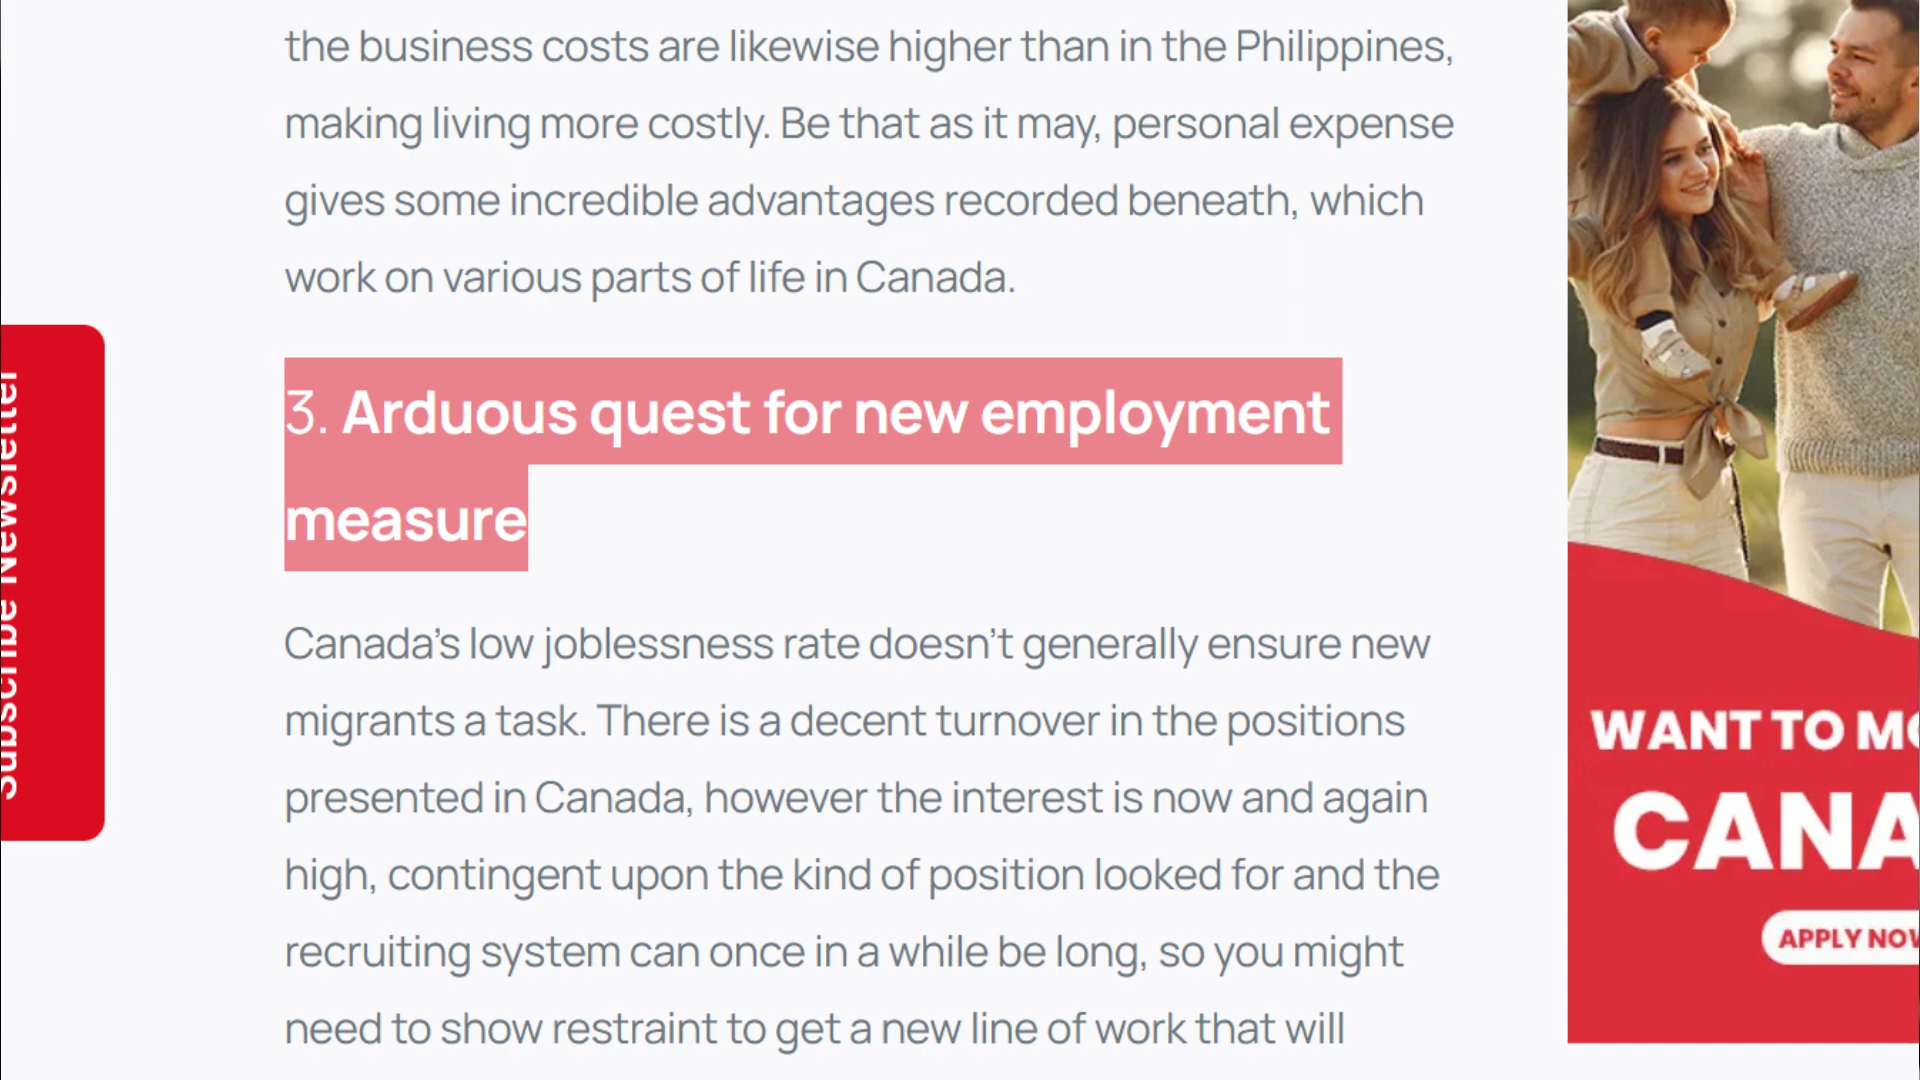 the business costs are likewise higher than in the Philippines,
making living more costly. Be that as it may, personal expense
gives some incredible advantages recorded beneath, which
work on various parts of life in Canada.
3. Arduous quest for new employment
measure
Canada’s low joblessness rate doesn’t generally ensure new
migrants a task. There is a decent turnover in the positions
presented in Canada, however the interest is now and again
high, contingent upon the kind of position looked for and the
recruiting system can once in a while be long, so you might
need to show restraint to get a new line of work that will
Subscribe Newsletter
WANT TO
CANA
APPLY NOW